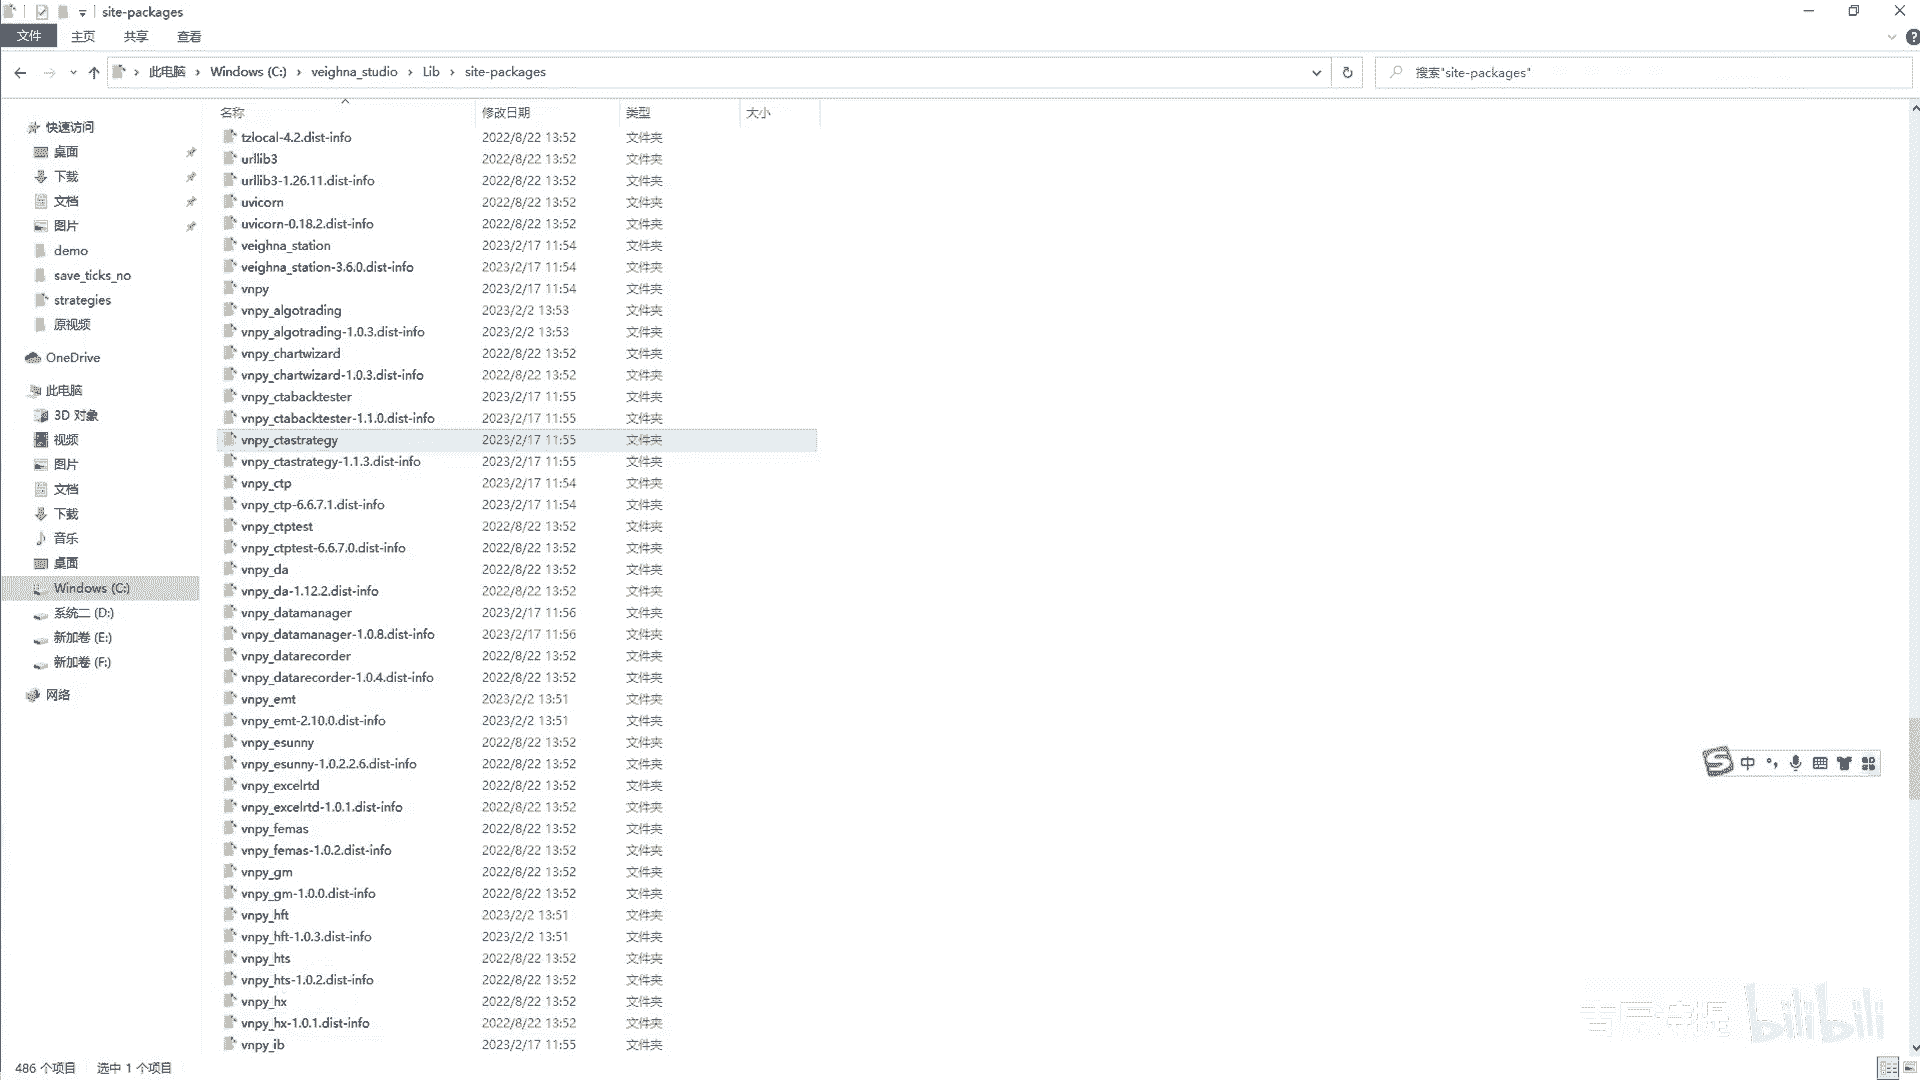 site-packages
文件 主页 共享 查看
此电脑 Windows (C:) veighna_studio Lib site-packages 搜索"site-packages"
名称 修改日期 类型 大小
快速访问
桌面
下载
文档
图片
demo
save_ticks_no
strategies
原视频
OneDrive
此电脑
3D 对象
视频
图片
文档
下载
音乐
桌面
Windows (C:)
系统二 (D:)
新加卷 (E:)
新加卷 (F:)
网络
tzlocal-4.2.dist-info 2022/8/22 13:52 文件夹
urllib3 2022/8/22 13:52 文件夹
urllib3-1.26.11.dist-info 2022/8/22 13:52 文件夹
uvicorn 2022/8/22 13:52 文件夹
uvicorn-0.18.2.dist-info 2022/8/22 13:52 文件夹
veighna_station 2023/2/17 11:54 文件夹
veighna_station-3.6.0.dist-info 2023/2/17 11:54 文件夹
vnpy 2023/2/17 11:54 文件夹
vnpy_algotrading 2023/2/2 13:53 文件夹
vnpy_algotrading-1.0.3.dist-info 2023/2/2 13:53 文件夹
vnpy_chartwizard 2022/8/22 13:52 文件夹
vnpy_chartwizard-1.0.3.dist-info 2022/8/22 13:52 文件夹
vnpy_ctabacktester 2023/2/17 11:55 文件夹
vnpy_ctabacktester-1.1.0.dist-info 2023/2/17 11:55 文件夹
vnpy_ctastrategy 2023/2/17 11:55 文件夹
vnpy_ctastrategy-1.1.3.dist-info 2023/2/17 11:55 文件夹
vnpy_ctp 2023/2/17 11:54 文件夹
vnpy_ctp-6.6.7.1.dist-info 2023/2/17 11:54 文件夹
vnpy_ctptest 2022/8/22 13:52 文件夹
vnpy_ctptest-6.6.7.0.dist-info 2022/8/22 13:52 文件夹
vnpy_da 2022/8/22 13:52 文件夹
vnpy_da-1.12.2.dist-info 2022/8/22 13:52 文件夹
vnpy_datamanager 2023/2/17 11:56 文件夹
vnpy_datamanager-1.0.8.dist-info 2023/2/17 11:56 文件夹
vnpy_datarecorder 2022/8/22 13:52 文件夹
vnpy_datarecorder-1.0.4.dist-info 2022/8/22 13:52 文件夹
vnpy_emt 2023/2/2 13:51 文件夹
vnpy_emt-2.10.0.dist-info 2023/2/2 13:51 文件夹
vnpy_esunny 2022/8/22 13:52 文件夹
vnpy_esunny-1.0.2.2.6.dist-info 2022/8/22 13:52 文件夹
vnpy_excelrtd 2022/8/22 13:52 文件夹
vnpy_excelrtd-1.0.1.dist-info 2022/8/22 13:52 文件夹
vnpy_femas 2022/8/22 13:52 文件夹
vnpy_femas-1.0.2.dist-info 2022/8/22 13:52 文件夹
vnpy_gm 2022/8/22 13:52 文件夹
vnpy_gm-1.0.0.dist-info 2022/8/22 13:52 文件夹
vnpy_hft 2023/2/2 13:51 文件夹
vnpy_hft-1.0.3.dist-info 2023/2/2 13:51 文件夹
vnpy_hts 2022/8/22 13:52 文件夹
vnpy_hts-1.0.2.dist-info 2022/8/22 13:52 文件夹
vnpy_hx 2022/8/22 13:52 文件夹
vnpy_hx-1.0.1.dist-info 2022/8/22 13:52 文件夹
vnpy_ib 2023/2/17 11:55 文件夹
中
bilibili
486 个项目 选中 1 个项目